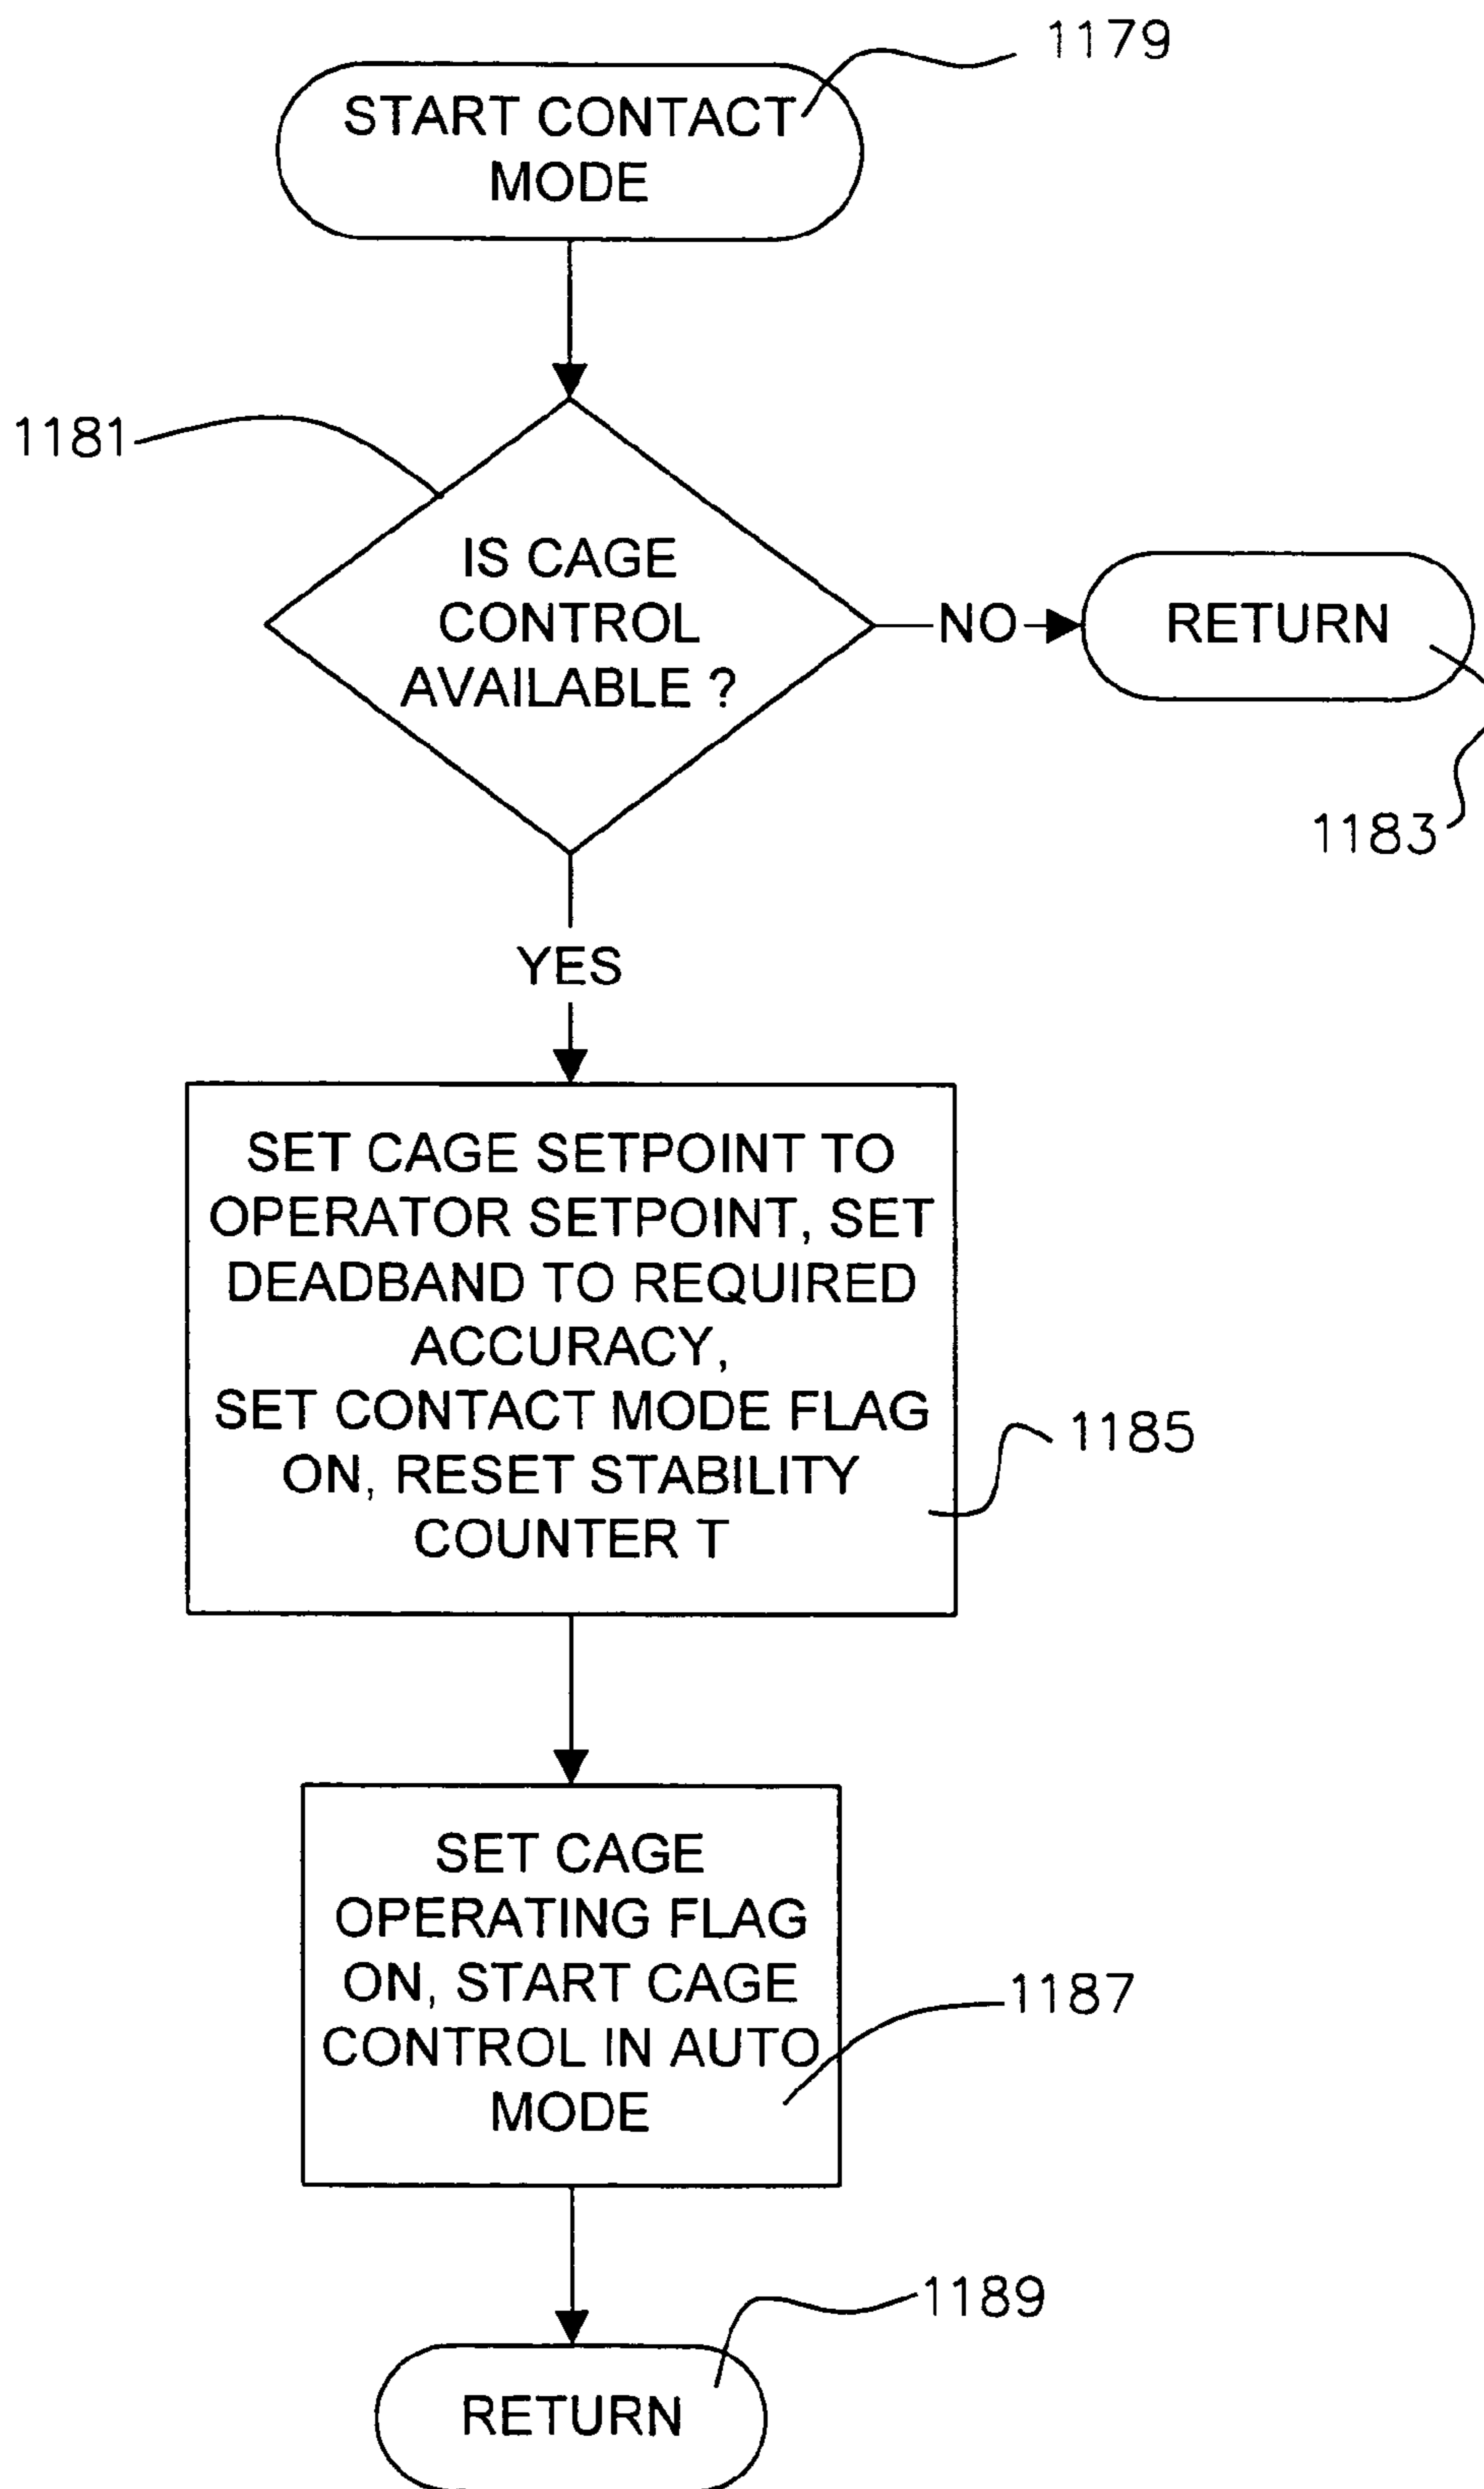 1179
START CONTACT
MODE
1181
IS CAGE
CONTROL
AVAILABLE ?
NO
RETURN
1183
YES
SET CAGE SETPOINT TO
OPERATOR SETPOINT, SET
DEADBAND TO REQUIRED
ACCURACY,
SET CONTACT MODE FLAG
ON, RESET STABILITY
COUNTER T
1185
SET CAGE
OPERATING FLAG
ON, START CAGE
CONTROL IN AUTO
MODE
1187
1189
RETURN